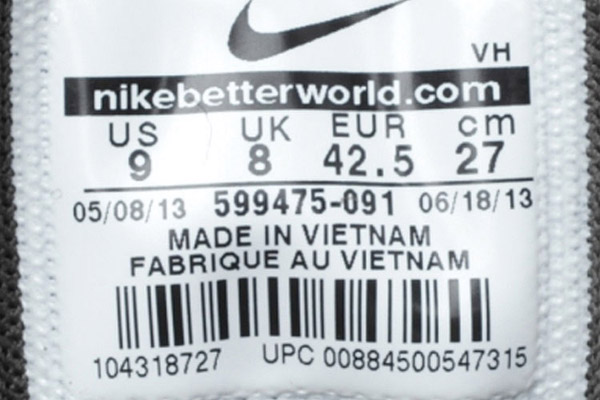 VH
nikebetterworld.com
US UK EUR cm
9 8 42.5 27
05/08/13 599475-091 06/18/13
MADE IN VIETNAM
FABRIQUE AU VIETNAM
104318727 UPC 00884500547315